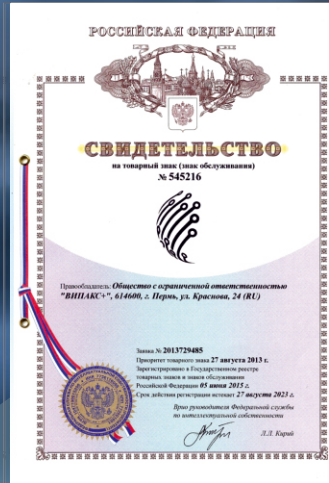 РОССИЙСКАЯ ФЕДЕРАЦИЯ
СВИДЕТЕЛЬСТВО
на товарный знак (знак обслуживания)
№ 545216
Правообладатель: Общество с ограниченной ответственностью
"ВИПАКС+", 614600, г. Пермь, ул. Краснова, 24 (RU)
Заявка № 2013729485
Приоритет товарного знака 27 августа 2013 г.
Зарегистрировано в Государственном реестре
товарных знаков и знаков обслуживания
Российской Федерации 05 июня 2015 г.
Срок действия регистрации истекает 27 августа 2023 г.
Врио руководителя Федеральной службы
по интеллектуальной собственности
Л.Л. Кирий